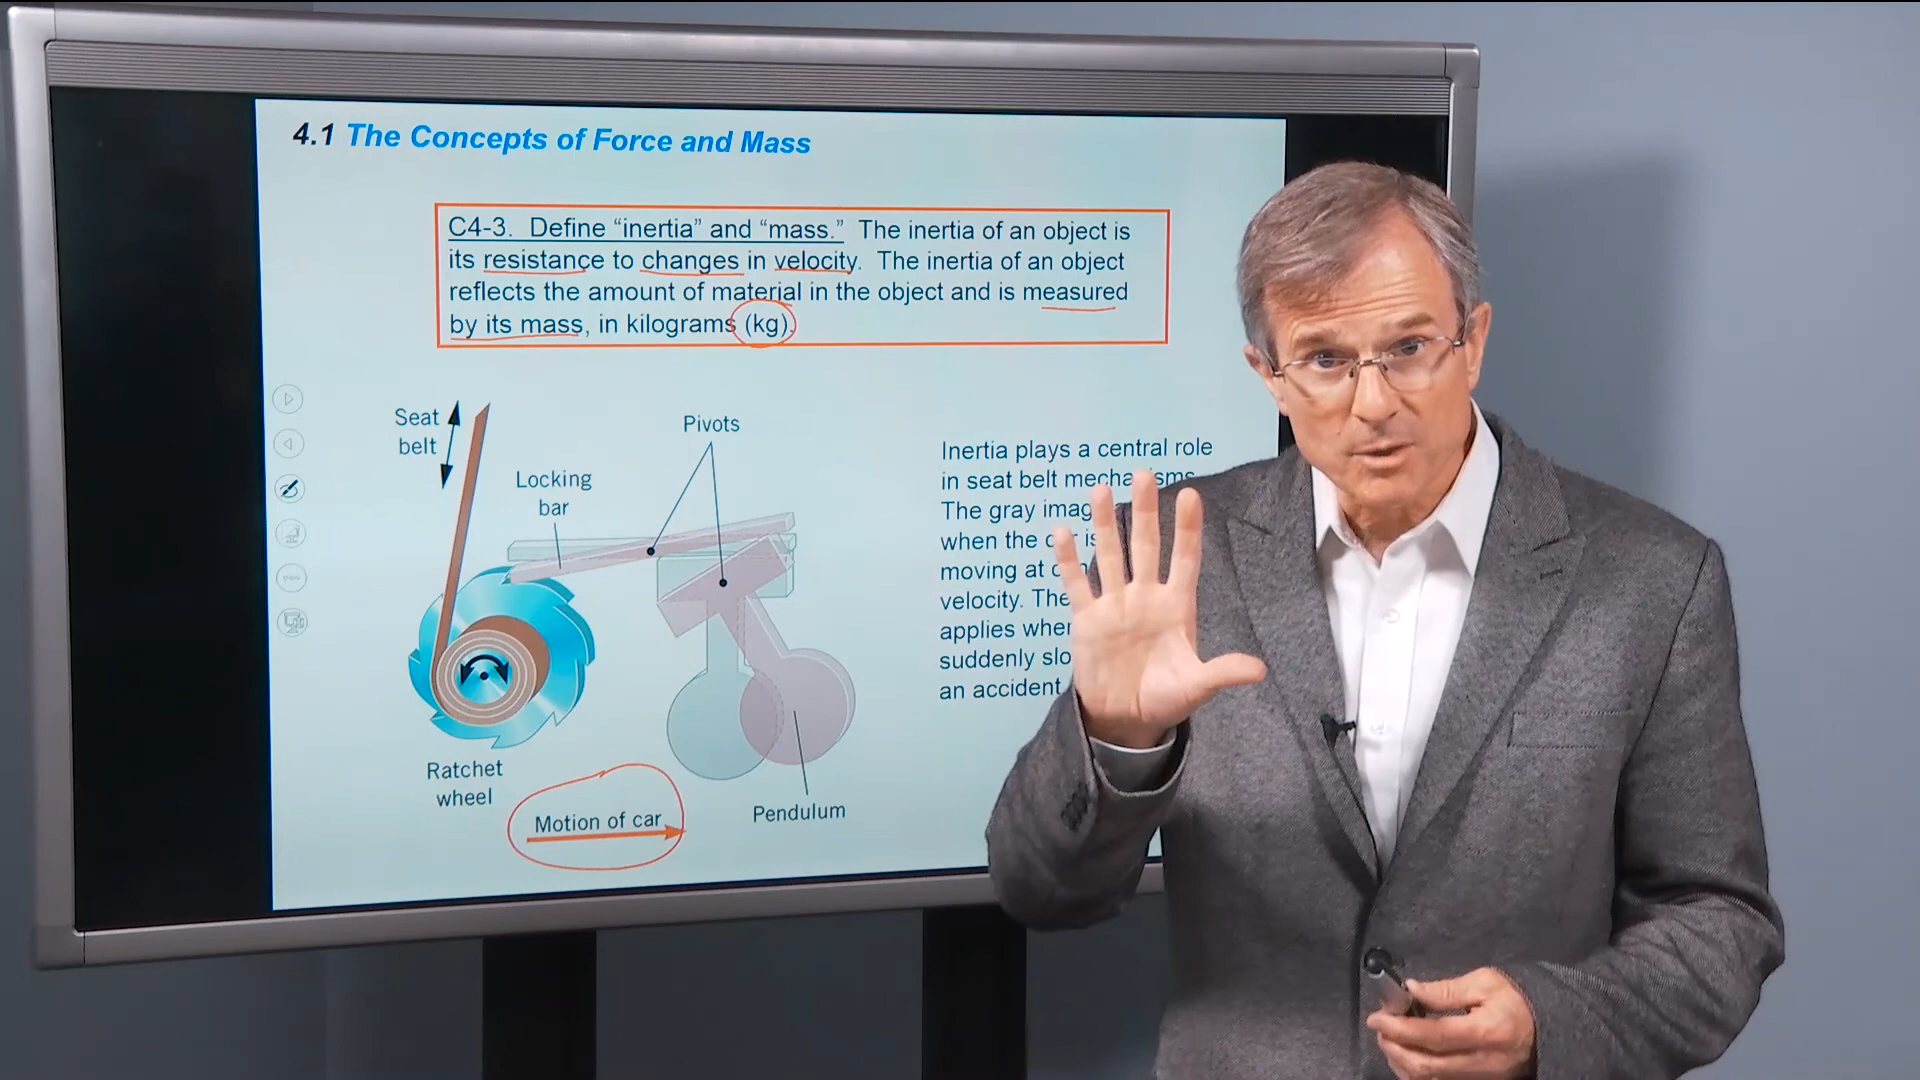 4.1 The Concepts of Force and Mass
C4-3. Define “inertia” and “mass.” The inertia of an object is
its resistance to changes in velocity. The inertia of an object
reflects the amount of material in the object and is measured
by its mass, in kilograms (kg).
Seat
belt
Locking
bar
Pivots
Ratchet
wheel
Motion of car
Pendulum
Inertia plays a central role
in seat belt
The gray
when the
moving at
velocity. The
applies
suddenly
an accident